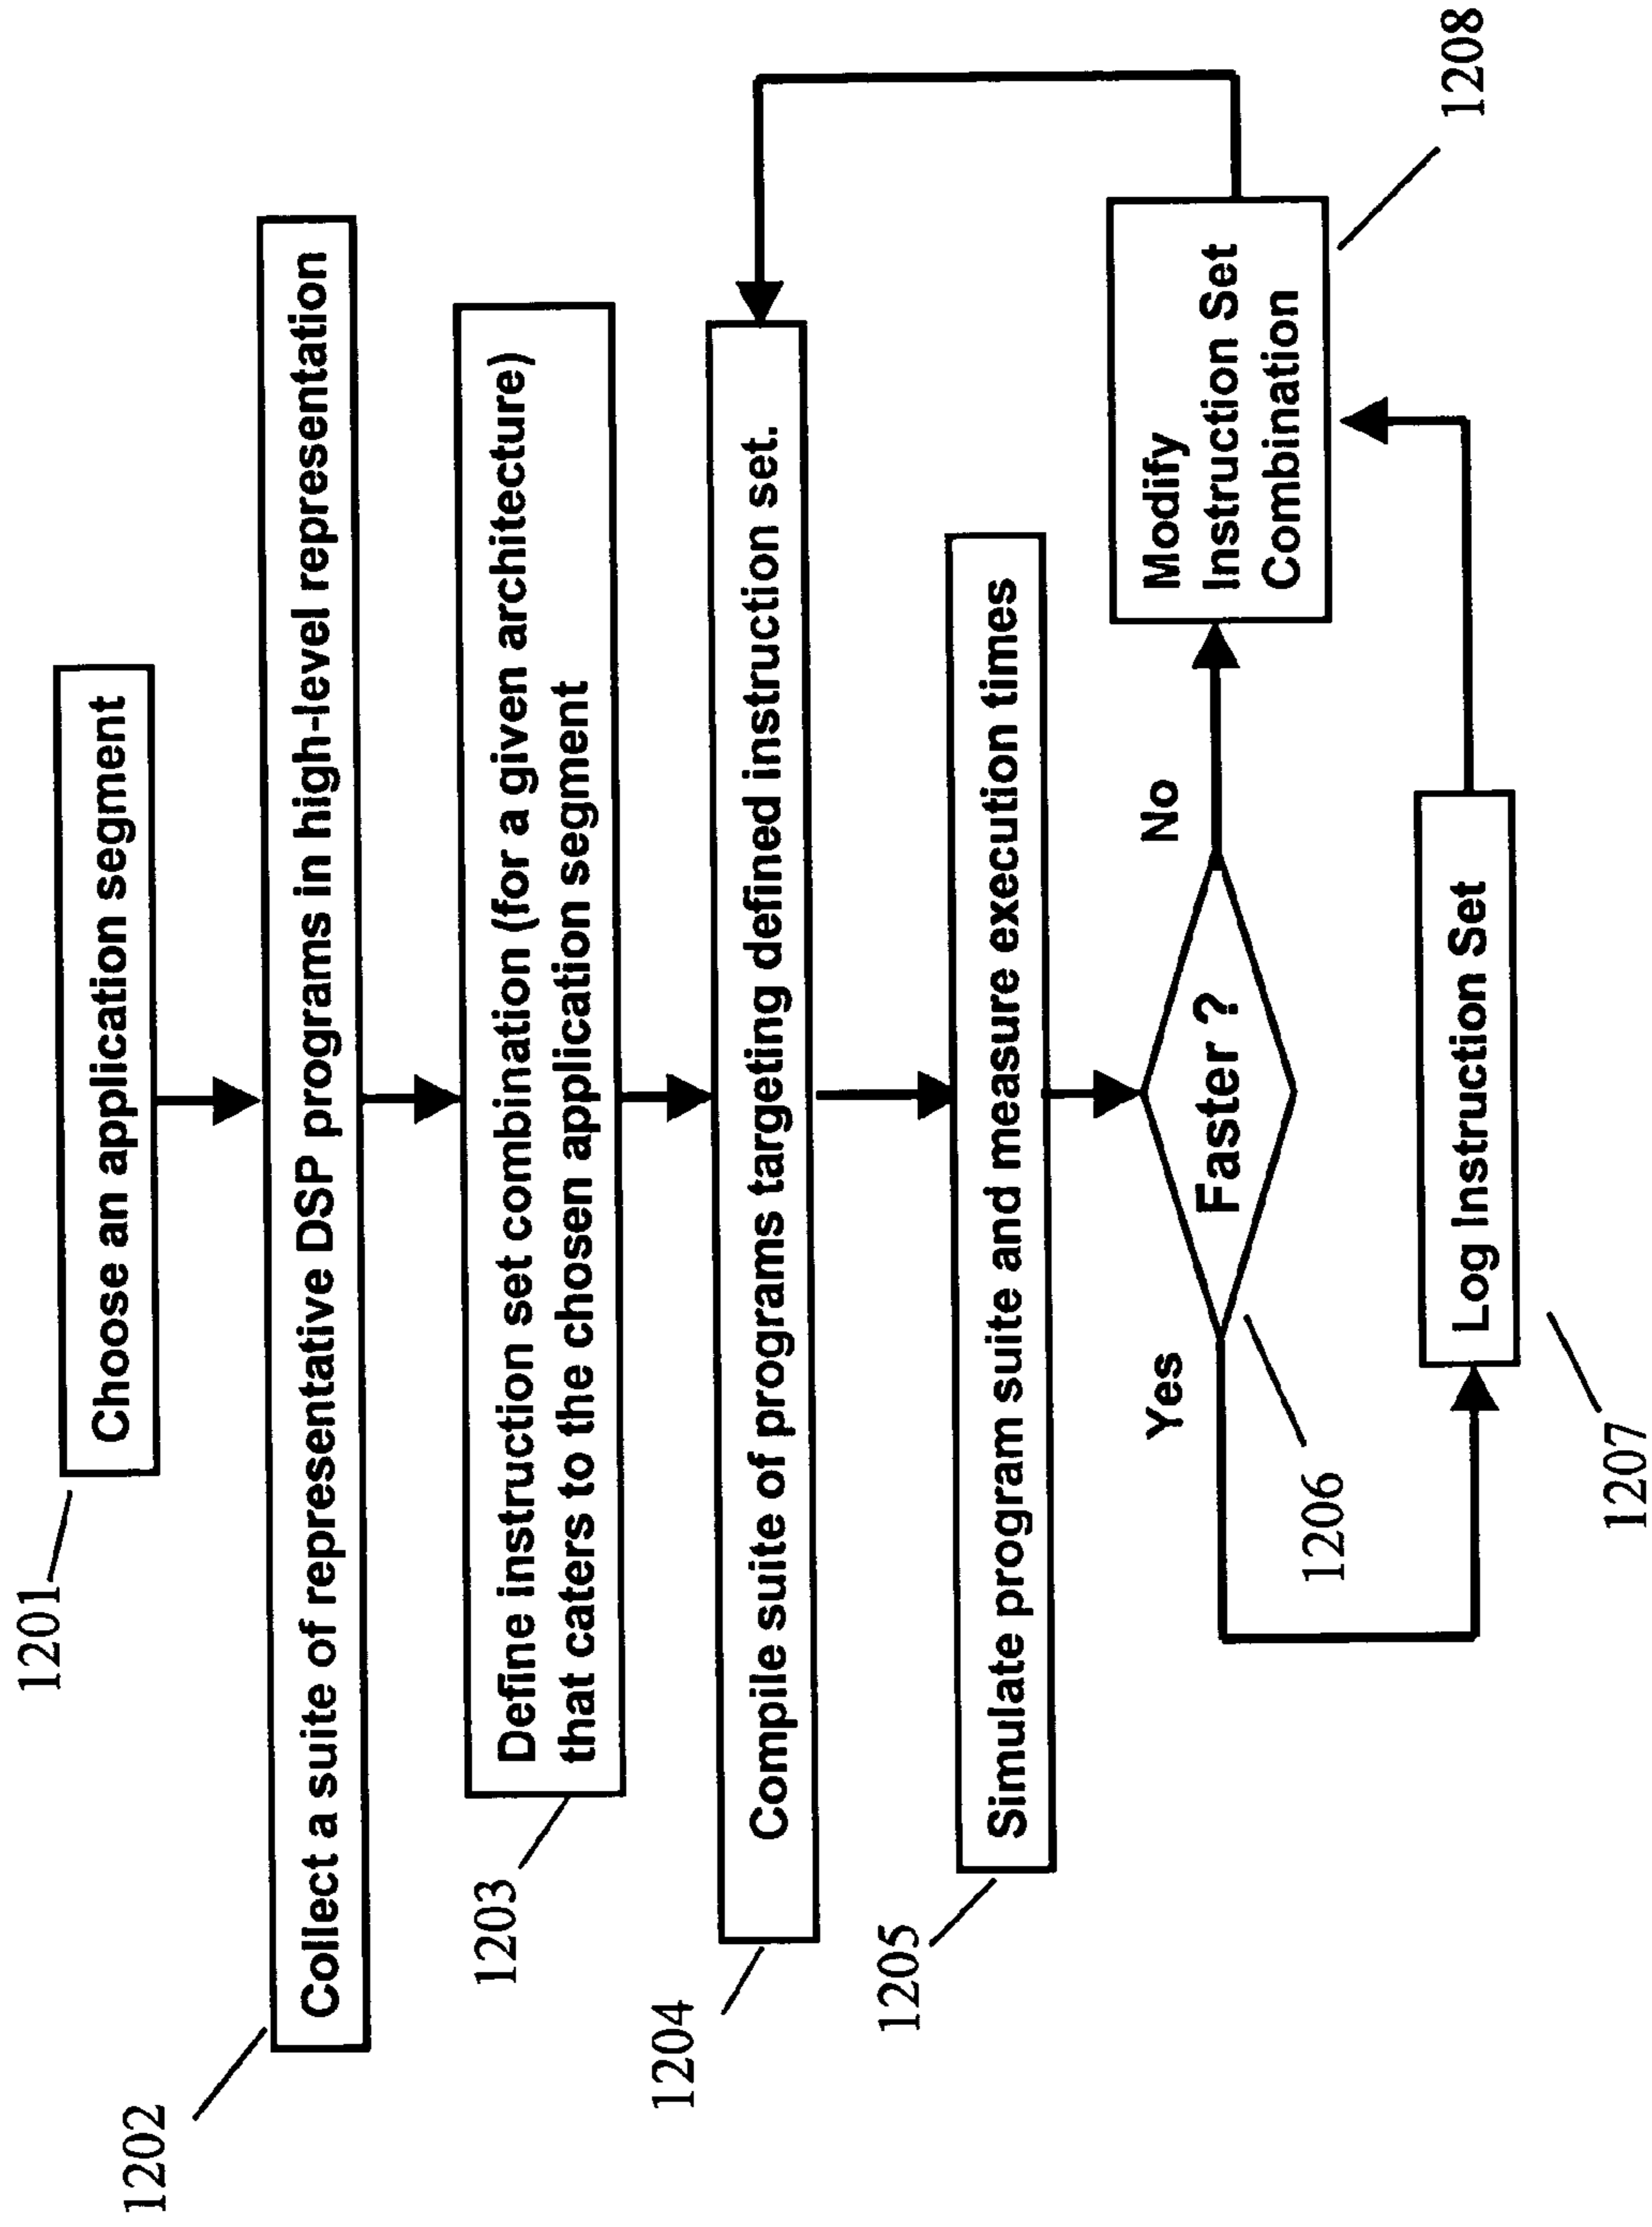 1201
Choose an application segment
1202
Collect a suite of representative DSP programs in high-level representation
1203
Define instruction set combination (for a given architecture)
that caters to the chosen application segment
1204
Compile suite of programs targeting defined instruction set.
1205
Simulate program suite and measure execution times
Yes
Faster ?
No
1206
Modify
Instruction Set
Combination
1208
Log Instruction Set
1207